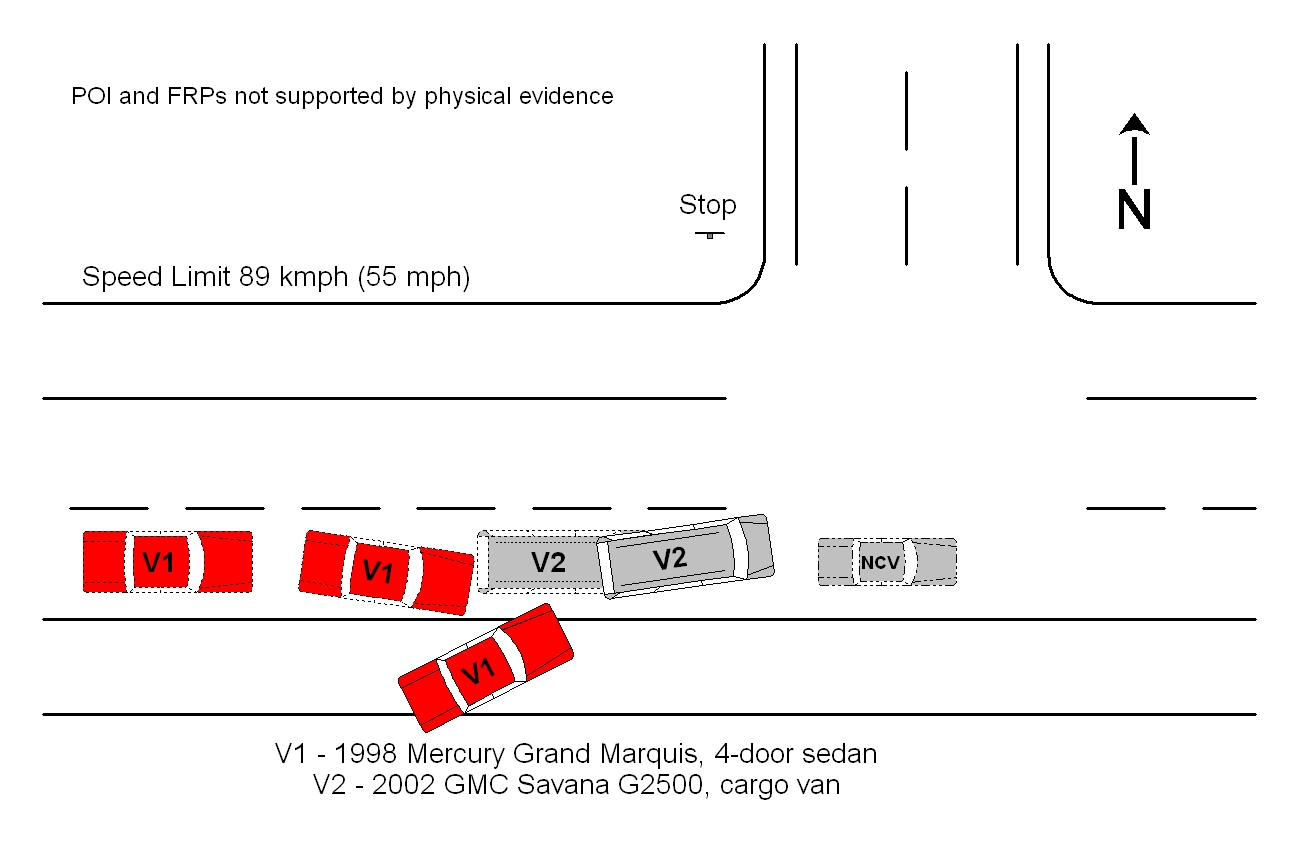 POI and FRPs not supported by physical evidence
Stop
N
Speed Limit 89 kmph (55 mph)
V1
V1
V2
V2
NCV
V1
V1 - 1998 Mercury Grand Marquis, 4-door sedan
V2 - 2002 GMC Savana G2500, cargo van